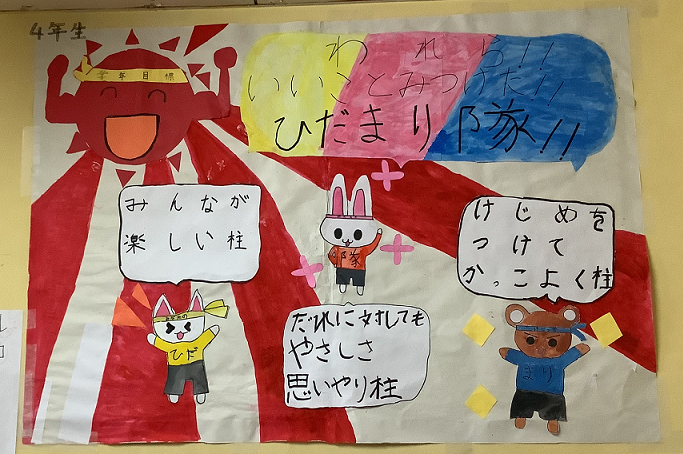 4年生
学年目標
われら!!
いいことみつけだ!!
ひだまり隊!!
みんなが
楽しい柱
隊
けじめを
つけて
かっこよく柱
ひだ
だれに対しても
やさしさ
思いやり柱
まり